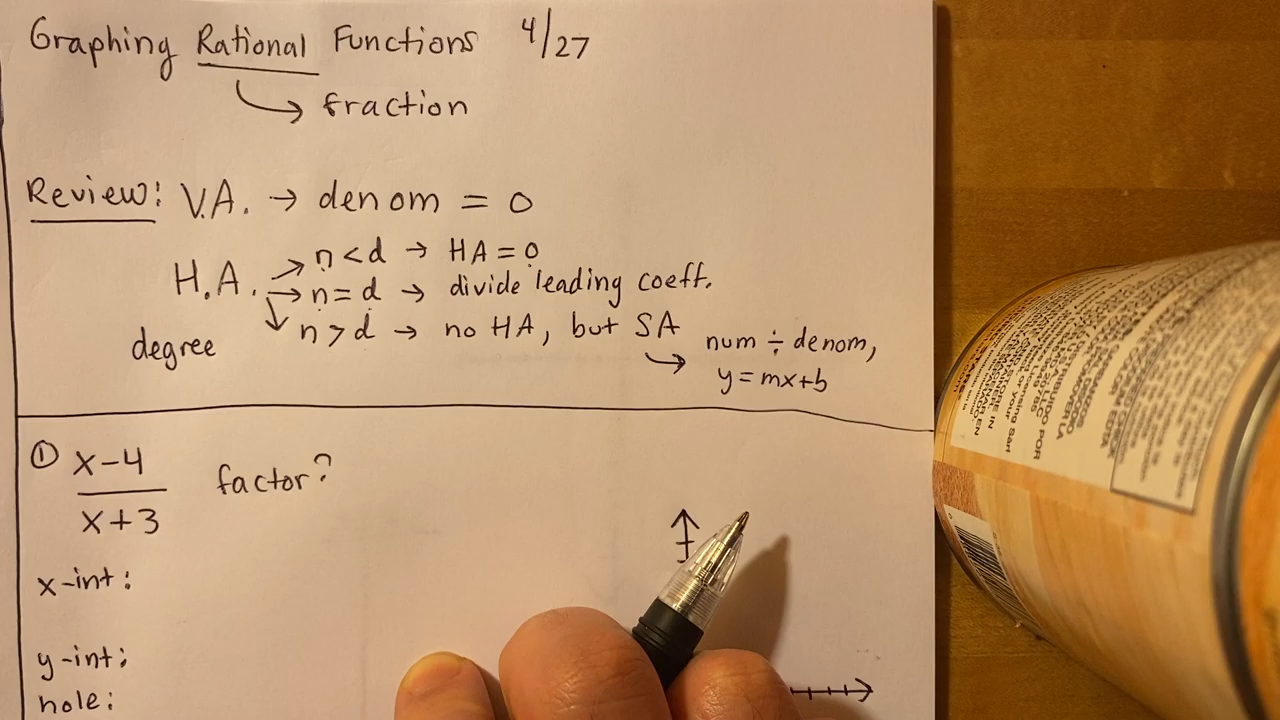 Graphing Rational Functions 4/27
fraction
Review: V.A. → denom = 0
H.A. → n < d → HA = 0
→ n = d → divide leading coeff.
degree ↓ n > d → no HA, but SA
num ÷ denom,
y = mx+b
① x-4
x+3
factor?
x-int:
y-int:
hole: